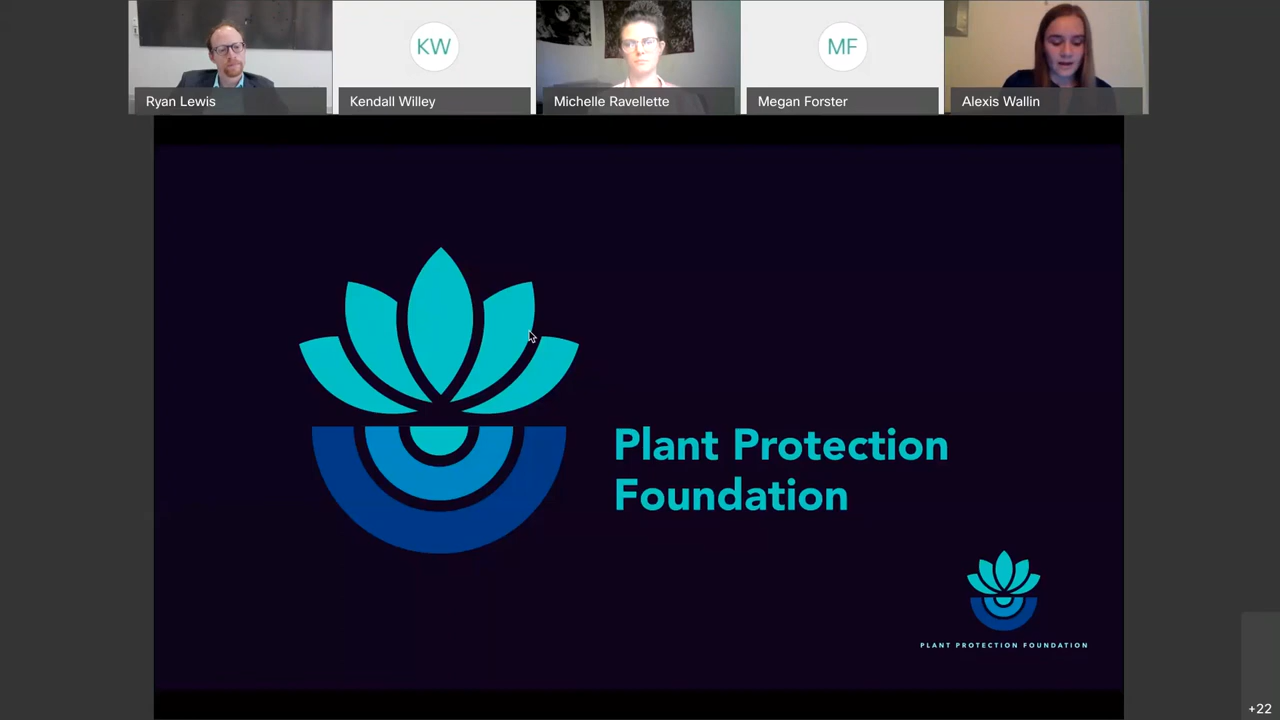 KW
MF
Ryan Lewis
Kendall Willey
Michelle Ravellette
Megan Forster
Alexis Wallin
Plant Protection
Foundation
PLANT PROTECTION FOUNDATION
+22